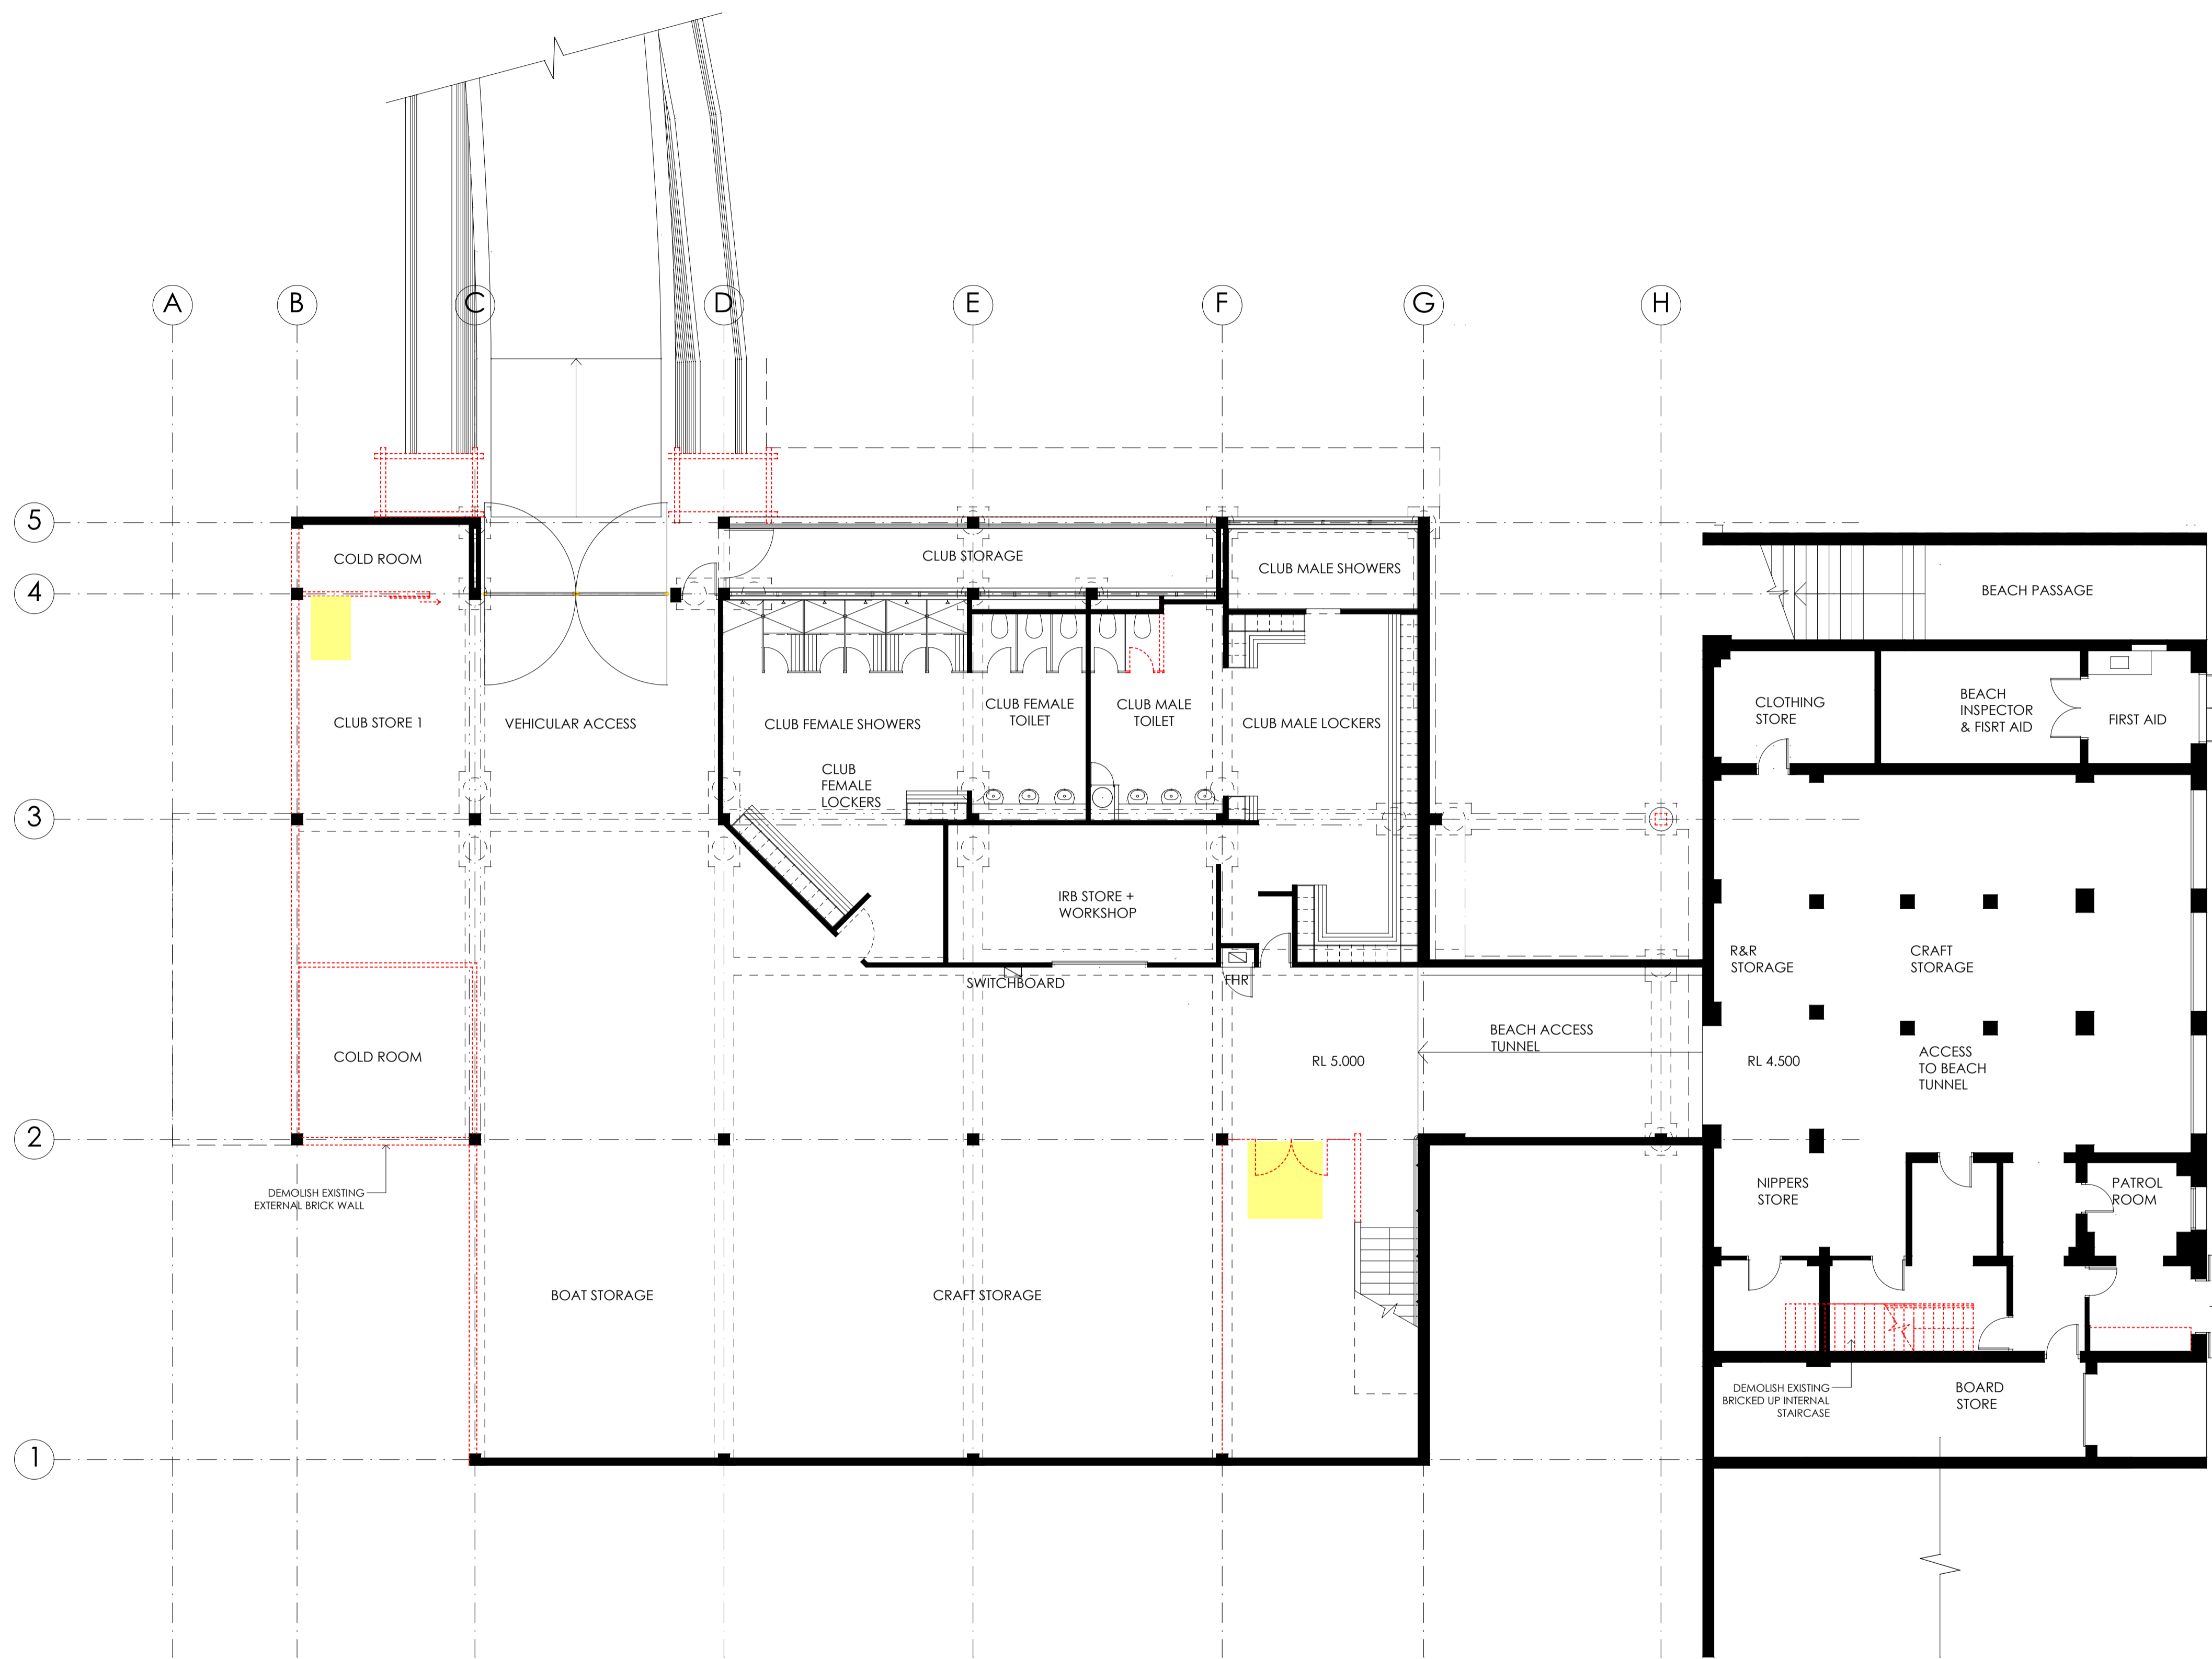 A
B
C
D
E
F
G
H
5
4
3
2
1
COLD ROOM
CLUB STORAGE
CLUB MALE SHOWERS
BEACH PASSAGE
CLUB STORE 1
VEHICULAR ACCESS
CLUB FEMALE SHOWERS
CLUB FEMALE
TOILET
CLUB MALE
TOILET
CLUB MALE LOCKERS
CLOTHING
STORE
BEACH
INSPECTOR
& FISRT AID
FIRST AID
CLUB
FEMALE
LOCKERS
IRB STORE +
WORKSHOP
R&R
STORAGE
CRAFT
STORAGE
SWITCHBOARD
FHR
COLD ROOM
BEACH ACCESS
TUNNEL
RL 5.000
RL 4.500
ACCESS
TO BEACH
TUNNEL
DEMOLISH EXISTING
EXTERNAL BRICK WALL
NIPPERS
STORE
PATROL
ROOM
BOAT STORAGE
CRAFT STORAGE
DEMOLISH EXISTING
BRICKED UP INTERNAL
STAIRCASE
BOARD
STORE